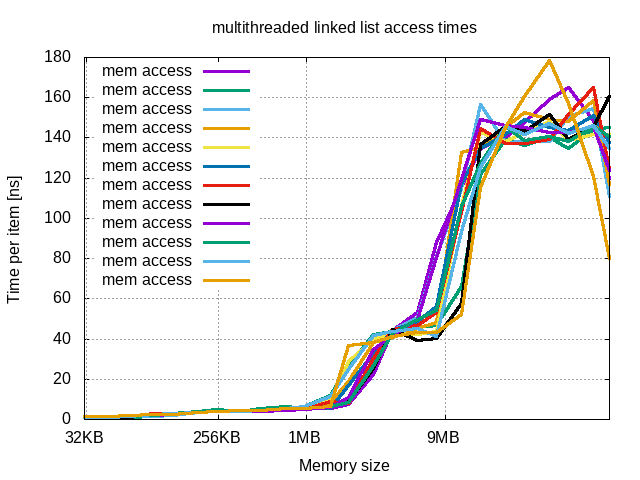 multithreaded linked list access times
180
160
140
120
100
80
60
40
20
0
Time per item [ns]
mem access
mem access
mem access
mem access
mem access
mem access
mem access
mem access
mem access
mem access
mem access
mem access
32KB 256KB 1MB 9MB
Memory size